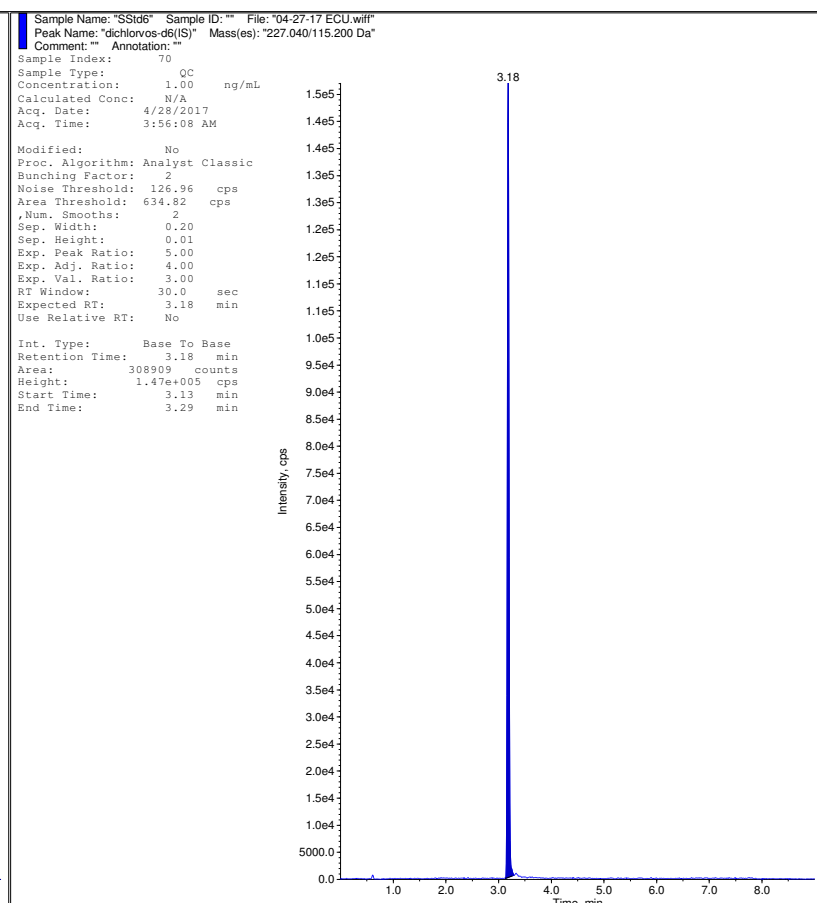 Sample Name: "SStd6"    Sample ID: ""    File: "04-27-17 ECU.wiff"
Peak Name: "dichlorvos-d6(IS)"    Mass(es): "227.040/115.200 Da"
Comment: ""    Annotation: ""
Sample Index:      70
Sample Type:      QC
Concentration:      1.00    ng/mL
Calculated Conc:    N/A
Acq. Date:    4/28/2017
Acq. Time:    3:56:08 AM
Modified:    No
Proc. Algorithm: Analyst Classic
Bunching Factor:    2
Noise Threshold:  126.96    cps
Area Threshold:  634.82    cps
,Num. Smooths:    2
Sep. Width:    0.20
Sep. Height:    0.01
Exp. Peak Ratio:    5.00
Exp. Adj. Ratio:    4.00
Exp. Val. Ratio:    3.00
RT Window:    30.0    sec
Expected RT:    3.18    min
Use Relative RT:    No
Int. Type:    Base To Base
Retention Time:    3.18    min
Area:    308909    counts
Height:    1.47e+005    cps
Start Time:    3.13    min
End Time:    3.29    min
3.18
1.5e5
1.4e5
1.4e5
1.3e5
1.3e5
1.2e5
1.2e5
1.1e5
1.1e5
1.0e5
9.5e4
9.0e4
8.5e4
8.0e4
7.5e4
7.0e4
6.5e4
6.0e4
5.5e4
5.0e4
4.5e4
4.0e4
3.5e4
3.0e4
2.5e4
2.0e4
1.5e4
1.0e4
5000.0
0.0
Intensity, cps
1.0    2.0    3.0    4.0    5.0    6.0    7.0    8.0
Time, min